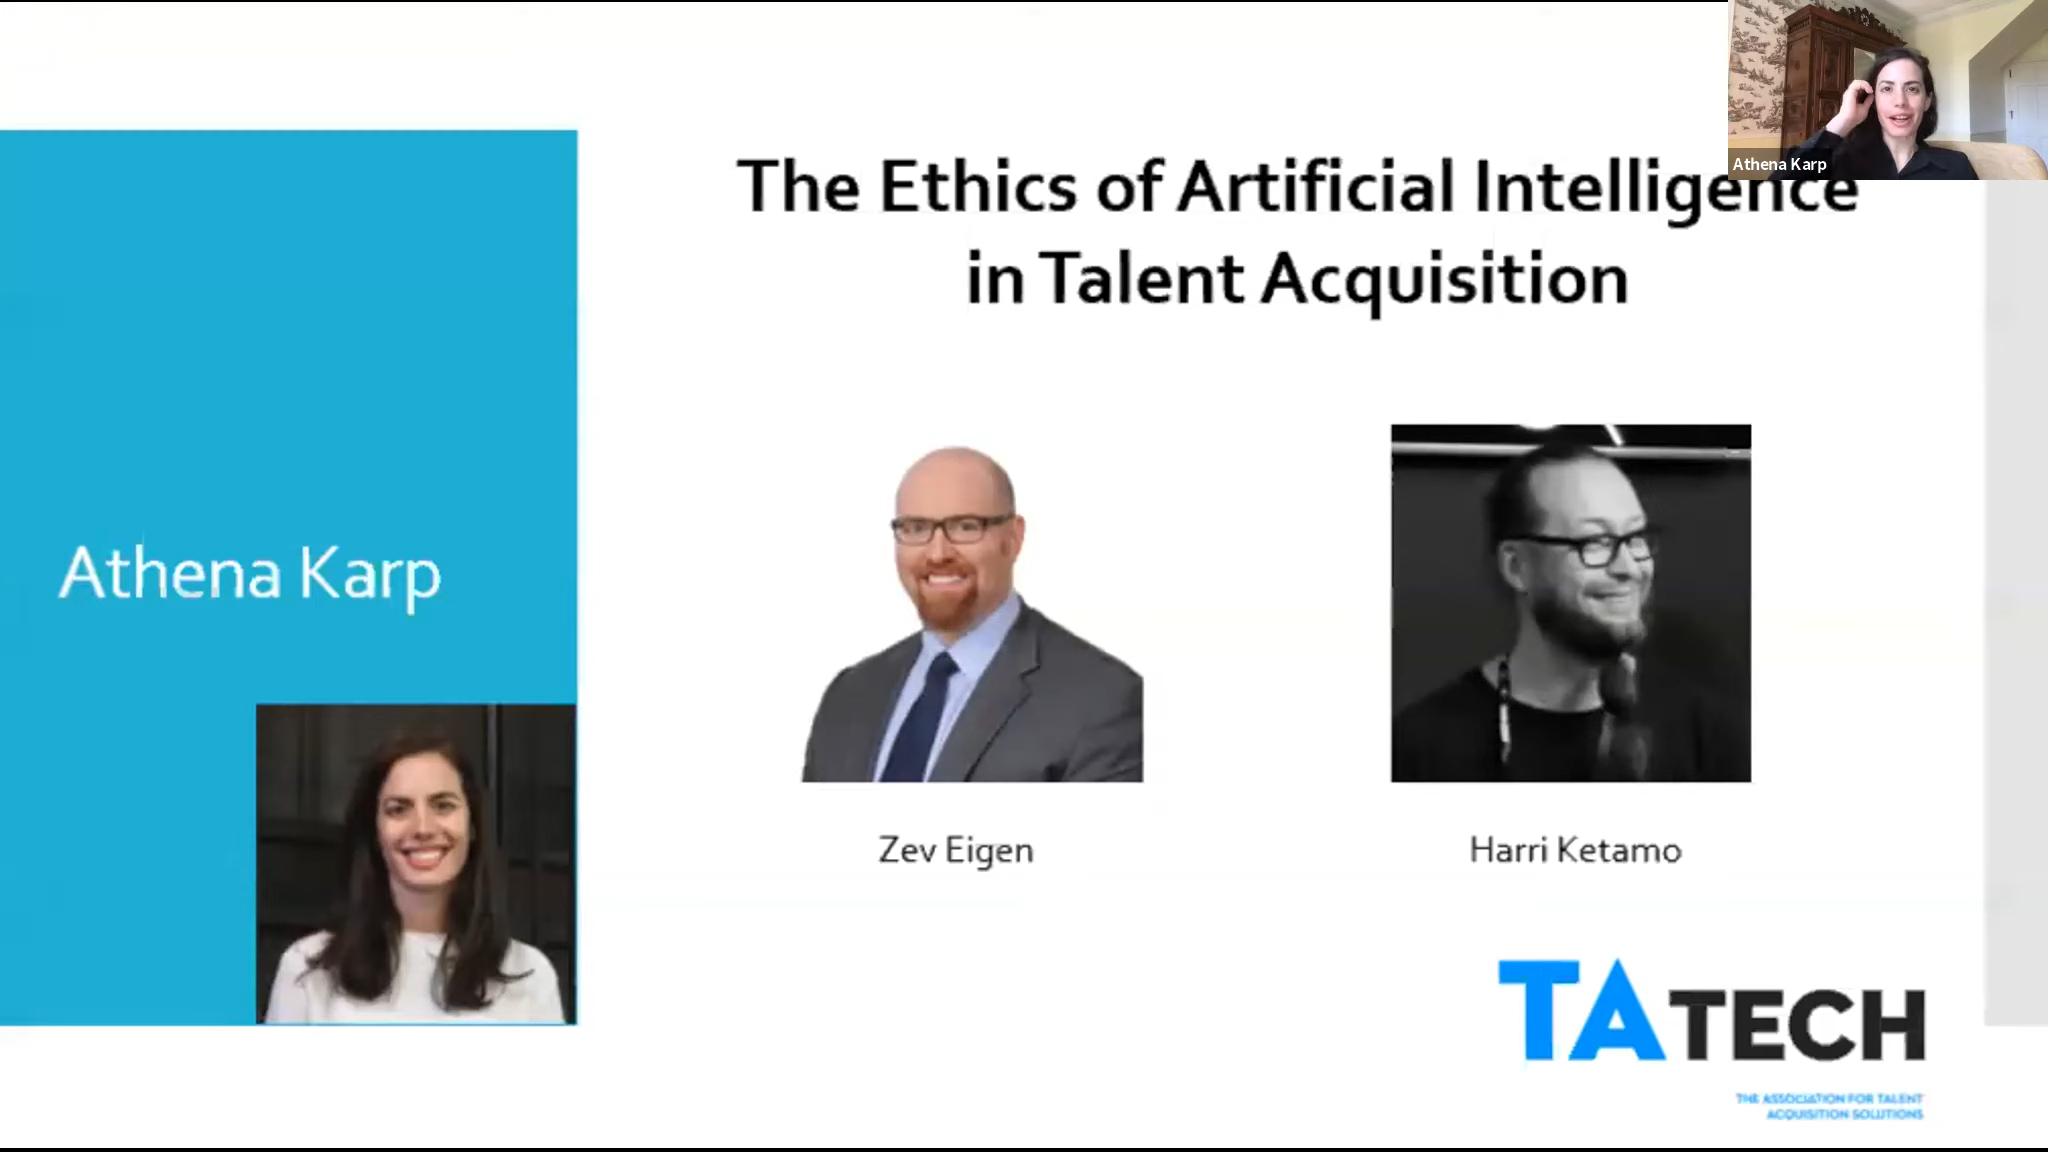 Athena Karp
The Ethics of Artificial Intelligence
in Talent Acquisition
Athena Karp
Zev Eigen
Harri Ketamo
TATECH
THE ASSOCIATION FOR TALENT
ACQUISITION SOLUTIONS